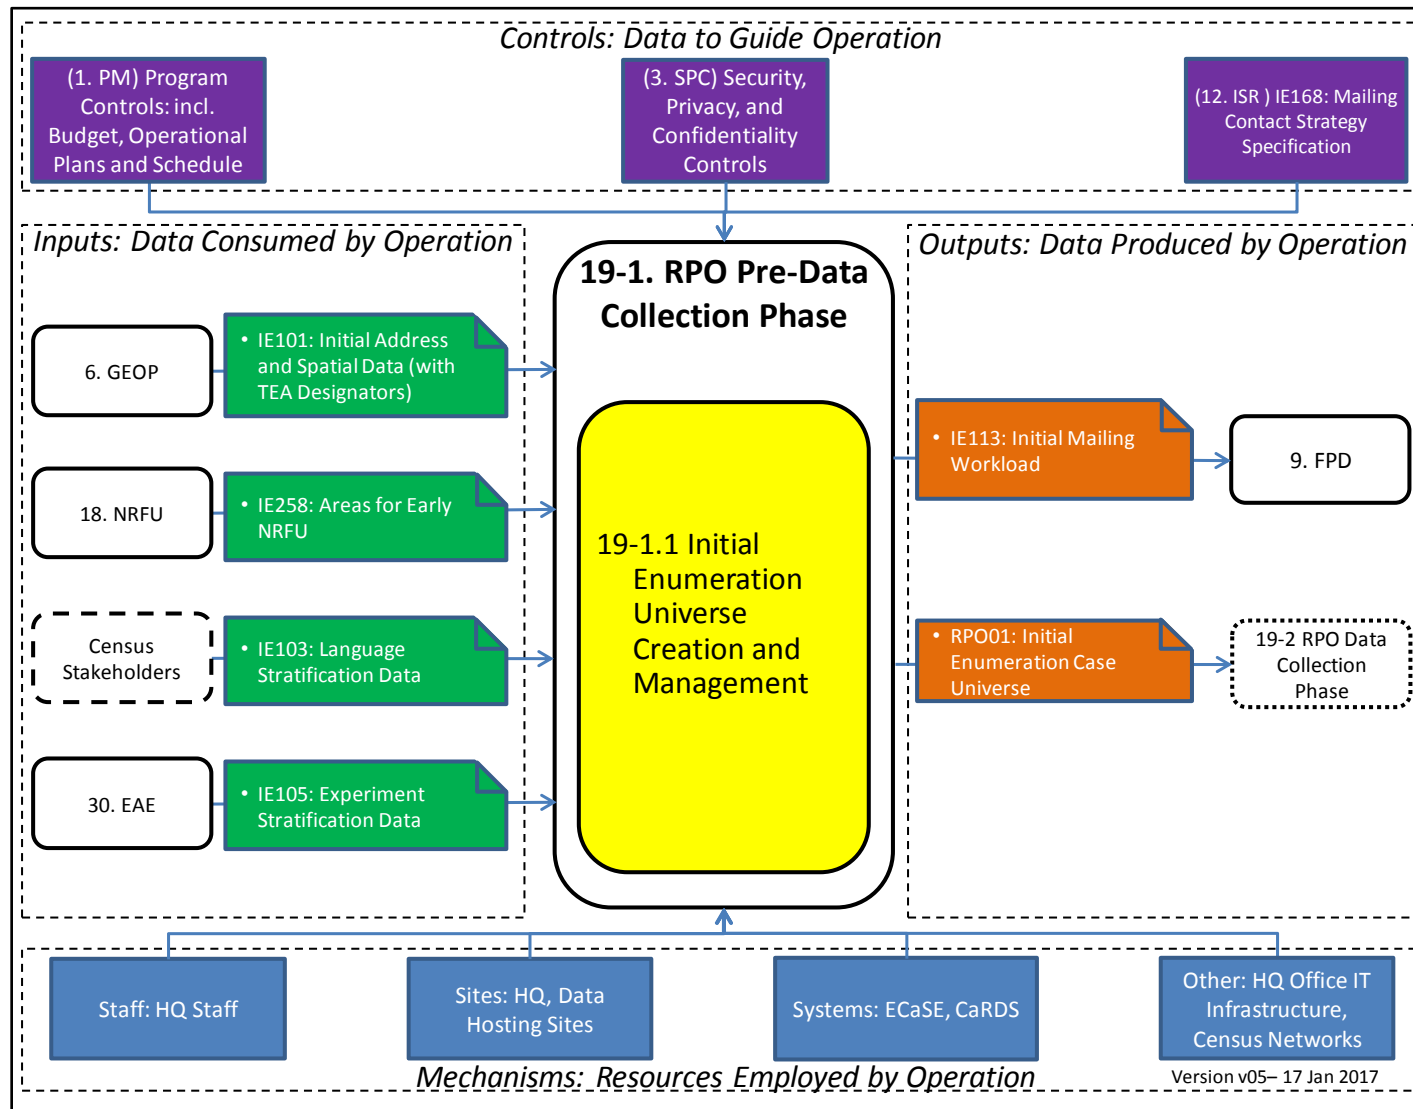 Controls: Data to Guide Operation
(1. PM) Program
Controls: incl.
Budget, Operational
Plans and Schedule
(3. SPC) Security,
Privacy, and
Confidentiality
Controls
(12. ISR ) IE168: Mailing
Contact Strategy
Specification
Inputs: Data Consumed by Operation
6. GEOP
• IE101: Initial Address
and Spatial Data (with
TEA Designators)
18. NRFU
• IE258: Areas for Early
NRFU
Census
Stakeholders
• IE103: Language
Stratification Data
30. EAE
• IE105: Experiment
Stratification Data
19-1. RPO Pre-Data
Collection Phase
19-1.1 Initial
Enumeration
Universe
Creation and
Management
Outputs: Data Produced by Operation
• IE113: Initial Mailing
Workload
9. FPD
• RPO01: Initial
Enumeration Case
Universe
19-2 RPO Data
Collection
Phase
Staff: HQ Staff
Sites: HQ, Data
Hosting Sites
Systems: ECaSE, CaRDS
Other: HQ Office IT
Infrastructure,
Census Networks
Mechanisms: Resources Employed by Operation
Version v05– 17 Jan 2017